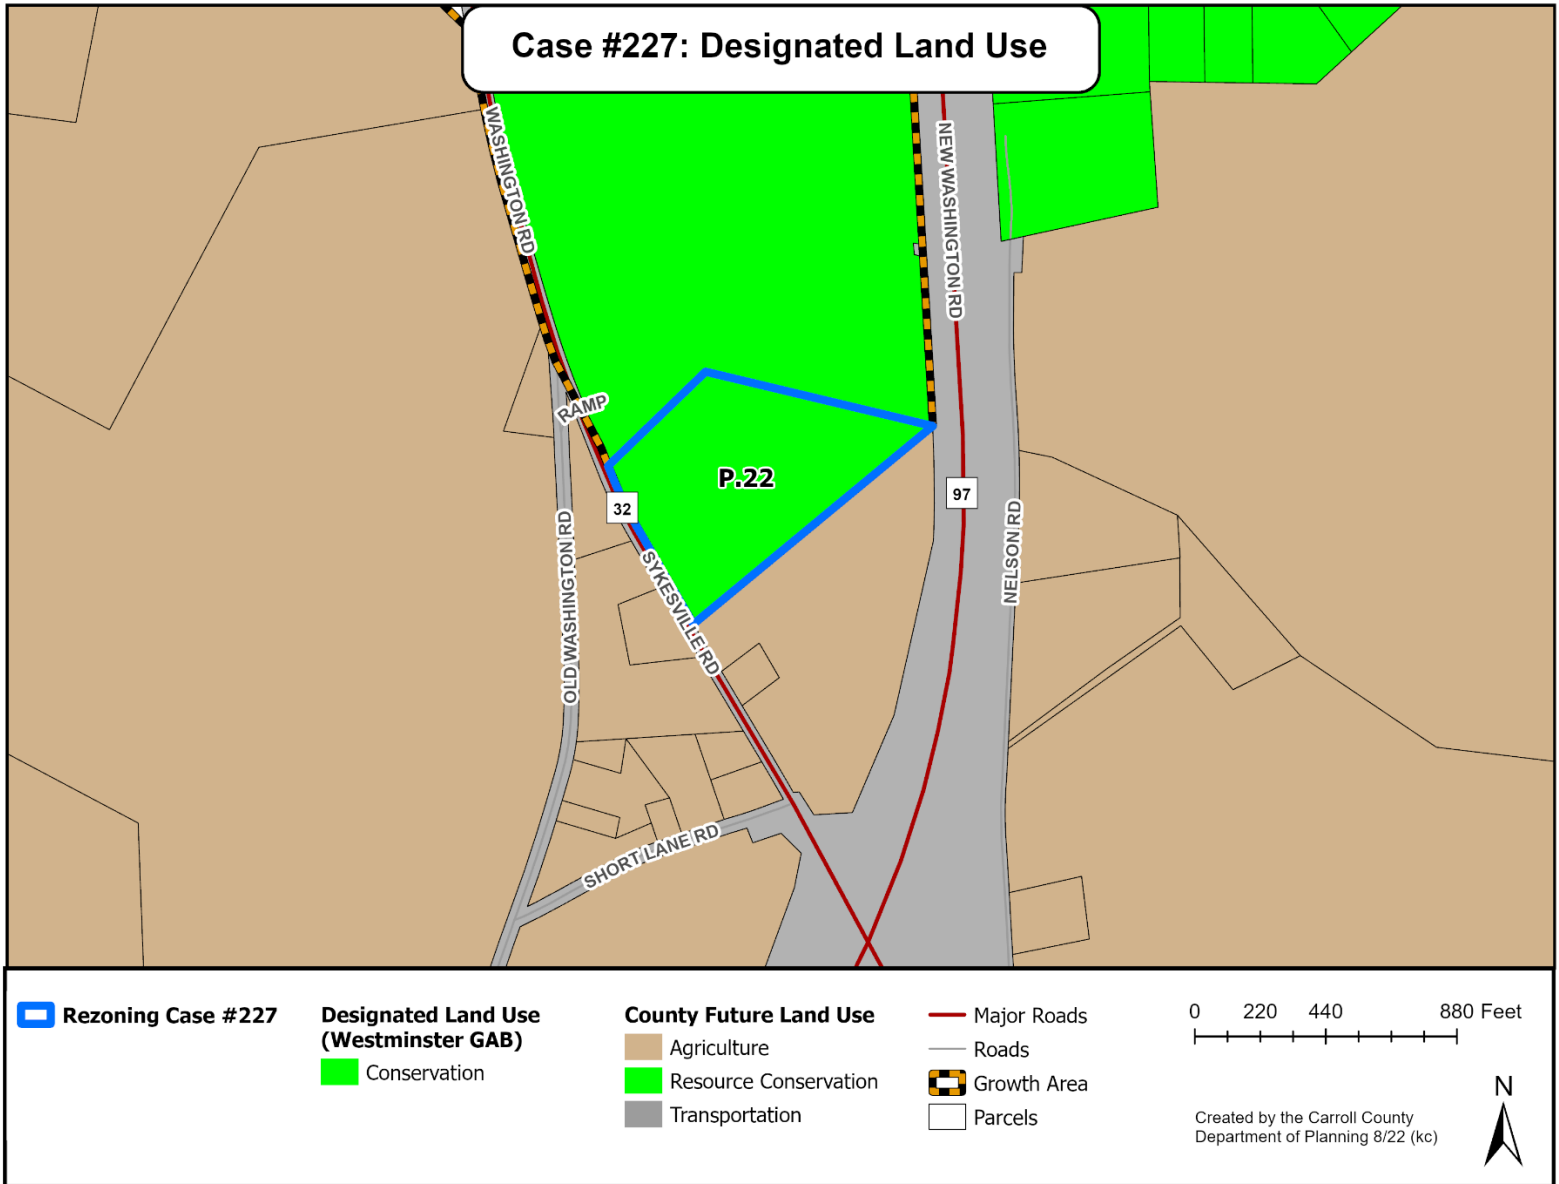 Case #227: Designated Land Use
WASHINGTON RD
NEW WASHINGTON RD
RAMP
P.22
32
97
OLD WASHINGTON RD
SYKESVILLE RD
NELSON RD
SHORT LANE RD
Rezoning Case #227
Designated Land Use
(Westminster GAB)
Conservation
County Future Land Use
Agriculture
Resource Conservation
Transportation
Major Roads
Roads
Growth Area
Parcels
0 220 440 880 Feet
Created by the Carroll County
Department of Planning 8/22 (kc)
N